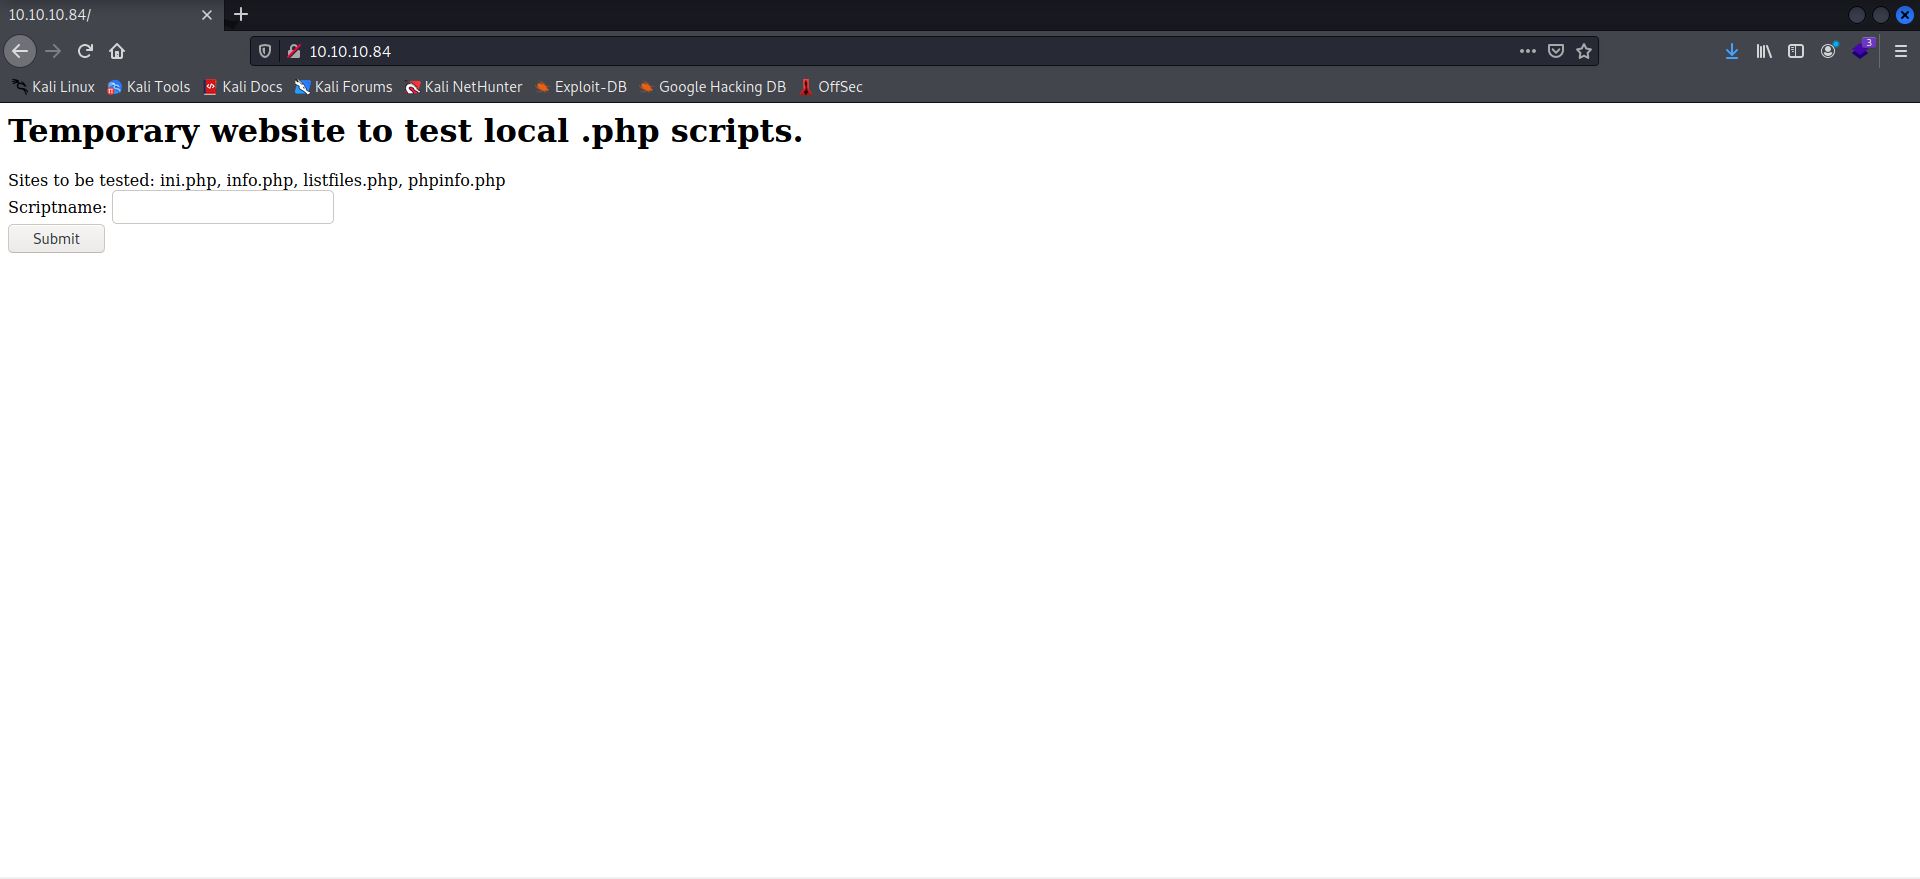 10.10.10.84/
10.10.10.84
3
Kali Linux Kali Tools Kali Docs Kali Forums Kali NetHunter Exploit-DB Google Hacking DB OffSec
Temporary website to test local .php scripts.
Sites to be tested: ini.php, info.php, listfiles.php, phpinfo.php
Scriptname:
Submit